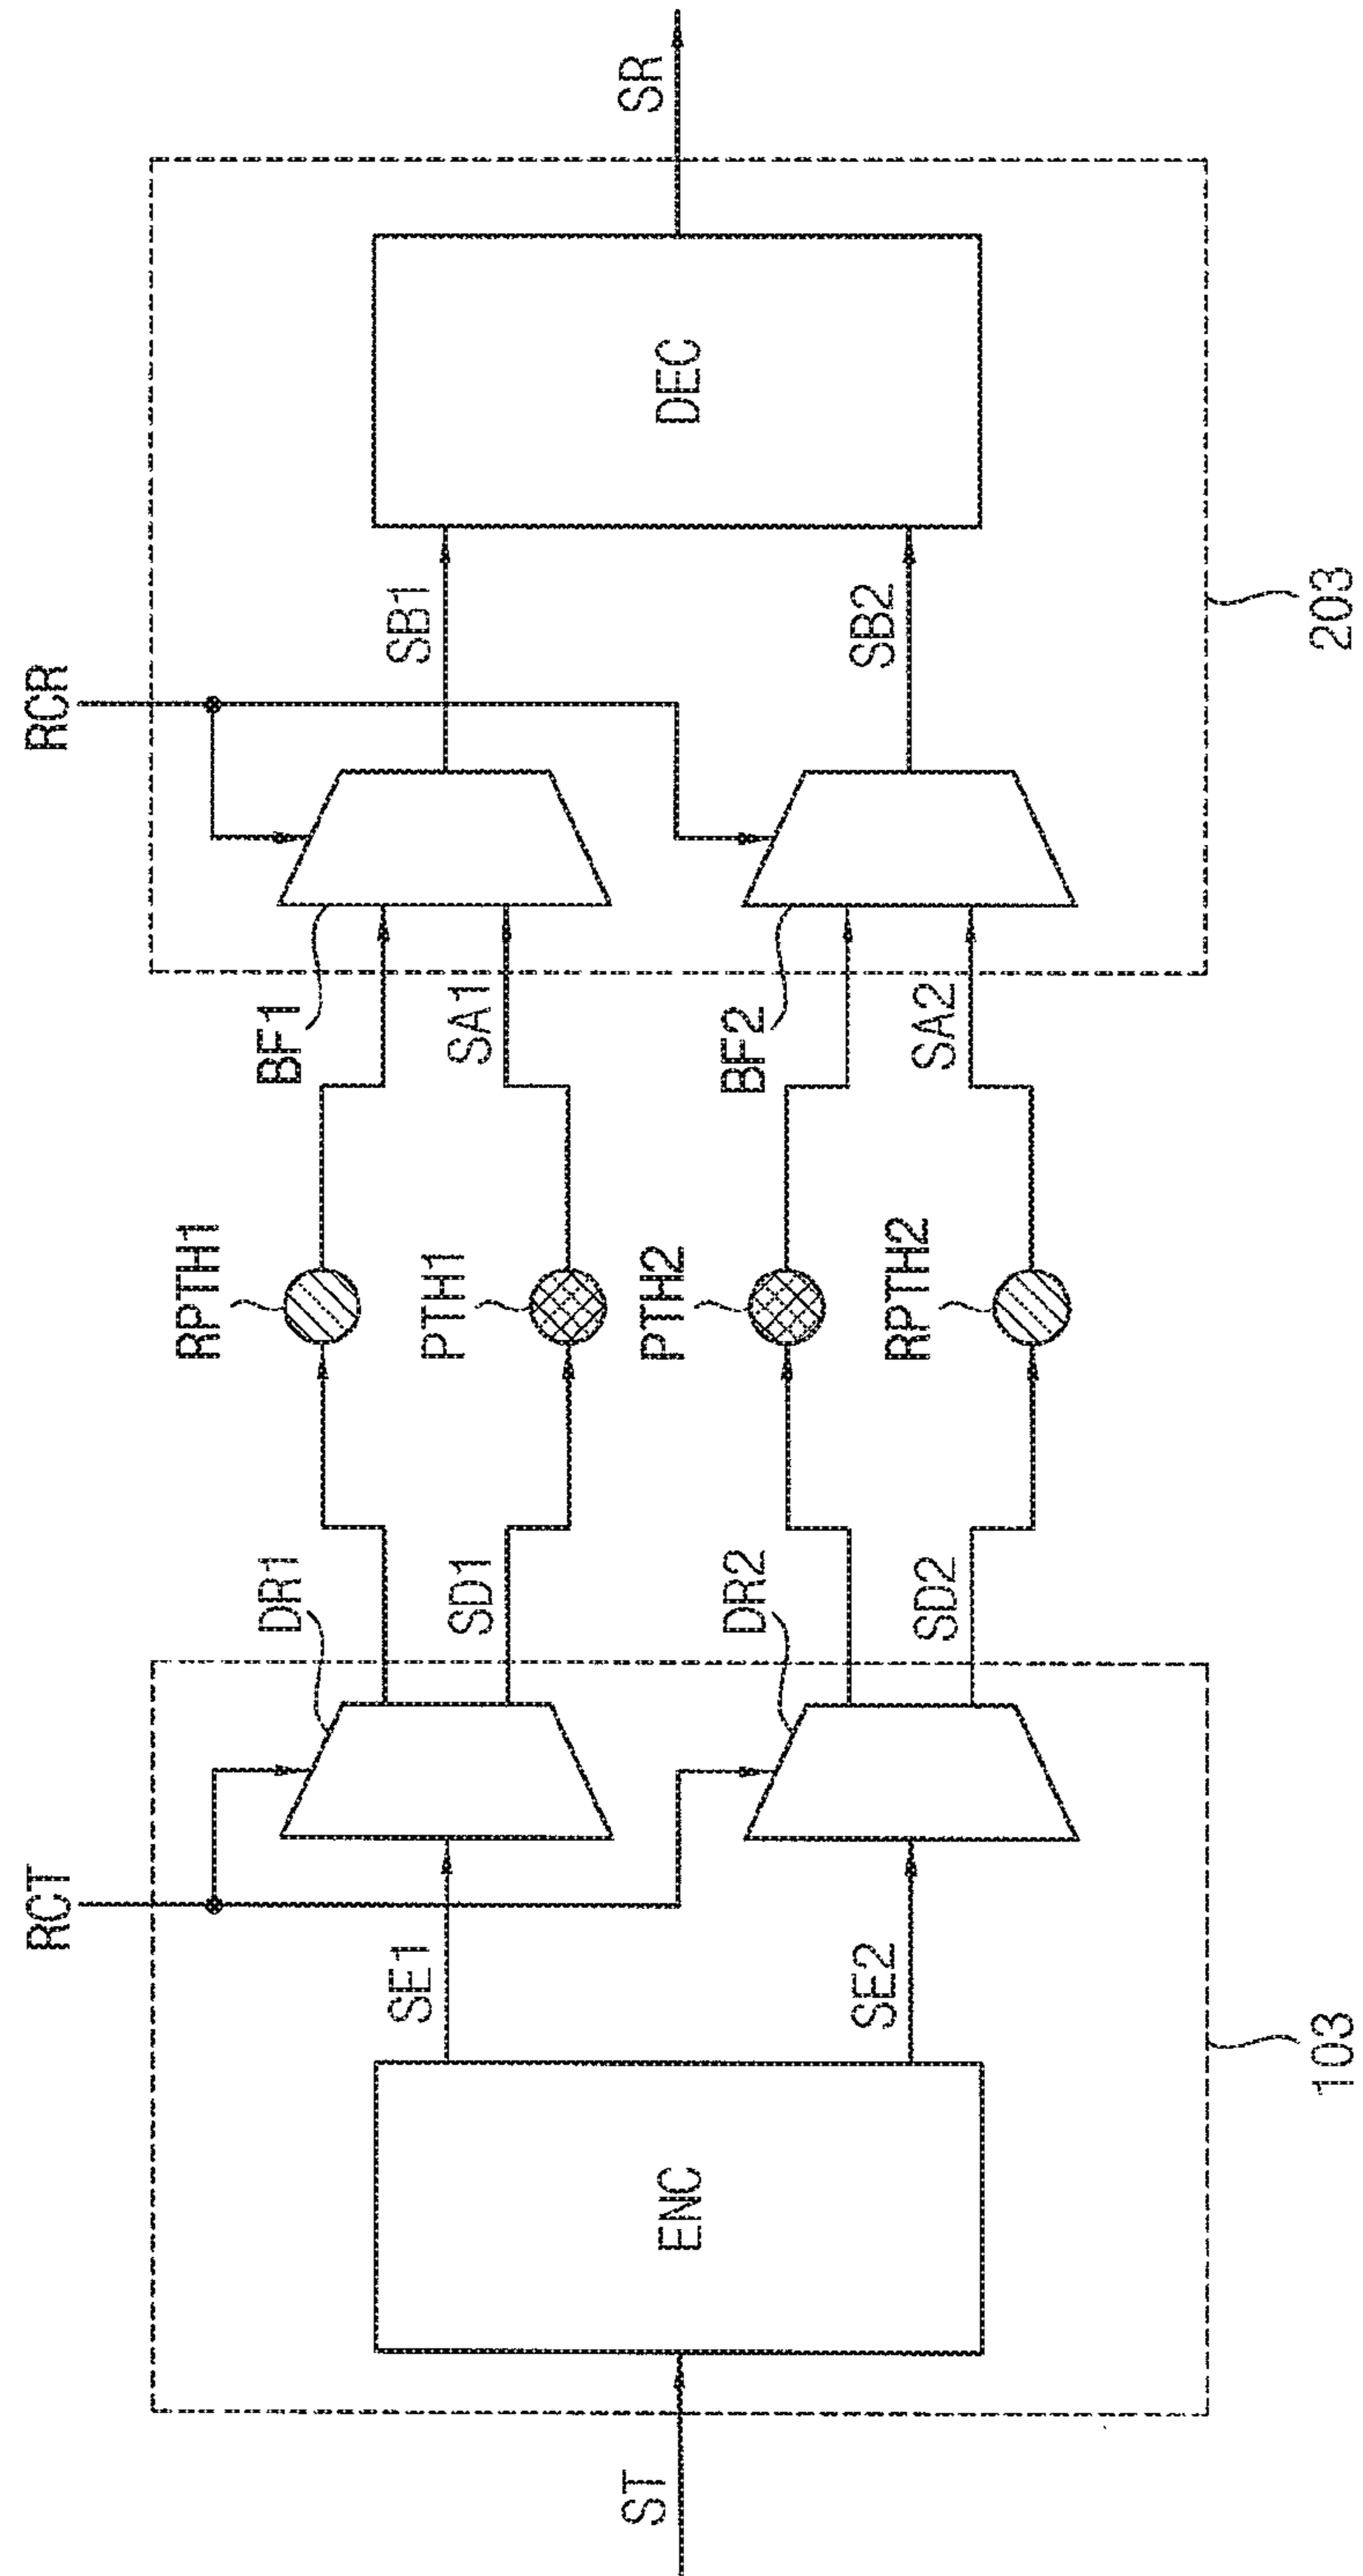 RCT
RCR
ST
ENC
SE1
SE2
DR1
DR2
SD1
SD2
RPTH1
PTH1
PTH2
RPTH2
BF1
SA1
BF2
SA2
SB1
SB2
DEC
SR
103
203